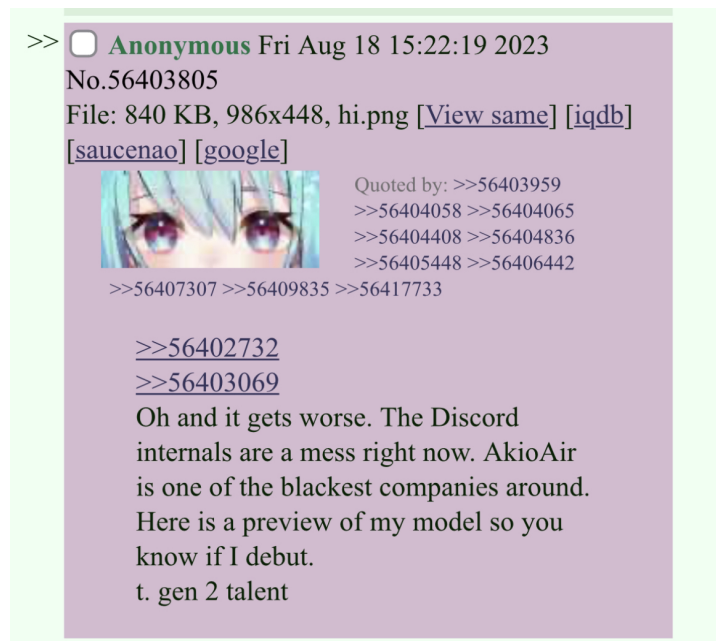 >> Anonymous Fri Aug 18 15:22:19 2023
No.56403805
File: 840 KB, 986x448, hi.png [View same] [iqdb]
[saucenao] [google]
Quoted by: >>56403959
>>56404058 >>56404065
>>56404408 >>56404836
>>56405448 >>56406442
>>56407307 >>56409835 >>56417733
>>56402732
>>56403069
Oh and it gets worse. The Discord
internals are a mess right now. AkioAir
is one of the blackest companies around.
Here is a preview of my model so you
know if I debut.
t. gen 2 talent